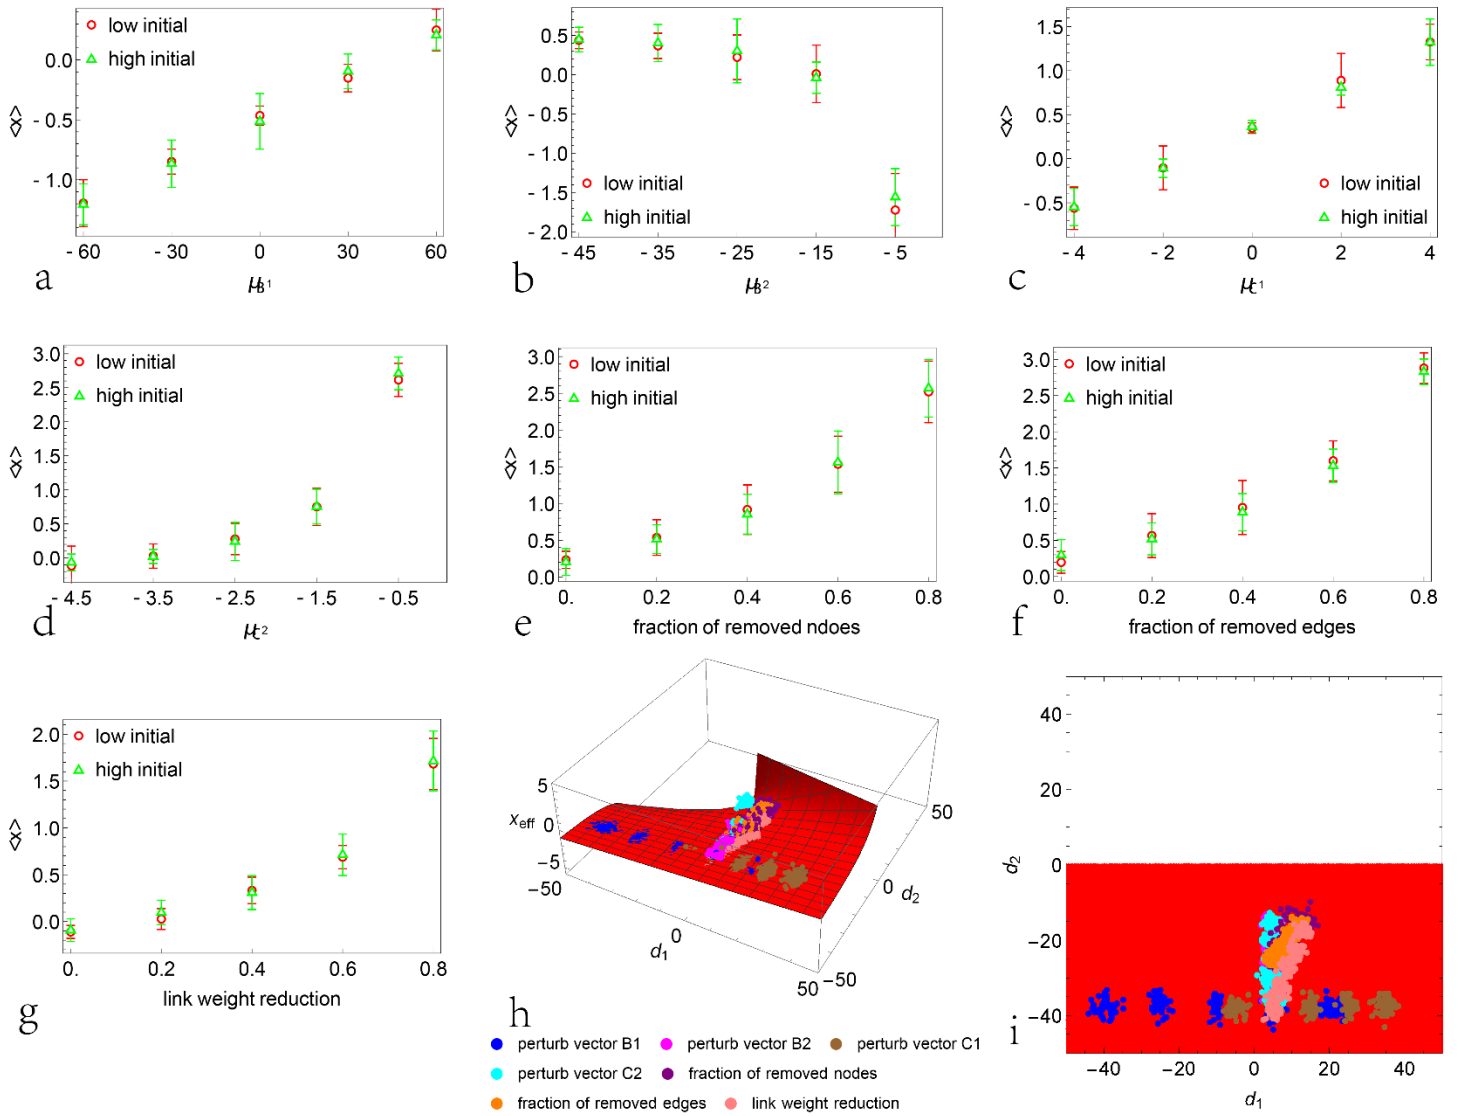 low initial
high initial
0.0
- 0.5
- 1.0
<x>
- 60
- 30
0
30
60
μB1
a
0.5
0.0
- 0.5
- 1.0
- 1.5
- 2.0
<x>
low initial
high initial
- 45
- 35
- 25
- 15
- 5
μB2
b
1.5
1.0
0.5
0.0
- 0.5
<x>
low initial
high initial
- 4
- 2
0
2
4
μC1
c
3.0
2.5
2.0
1.5
1.0
0.5
0.0
<x>
low initial
high initial
- 4.5
- 3.5
- 2.5
- 1.5
- 0.5
μC2
d
3.0
2.5
2.0
1.5
1.0
0.5
0.0
<x>
low initial
high initial
0.
0.2
0.4
0.6
0.8
fraction of removed ndoes
e
3.0
2.5
2.0
1.5
1.0
0.5
0.0
<x>
low initial
high initial
0.
0.2
0.4
0.6
0.8
fraction of removed edges
f
2.0
1.5
1.0
0.5
0.0
<x>
low initial
high initial
0.
0.2
0.4
0.6
0.8
link weight reduction
g
5
0
-5
xeff
-50
0
50
d1
50
0
-50
d2
h
40
20
0
-20
-40
d2
-40
-20
0
20
40
d1
i
perturb vector B1
perturb vector B2
perturb vector C1
perturb vector C2
fraction of removed nodes
fraction of removed edges
link weight reduction